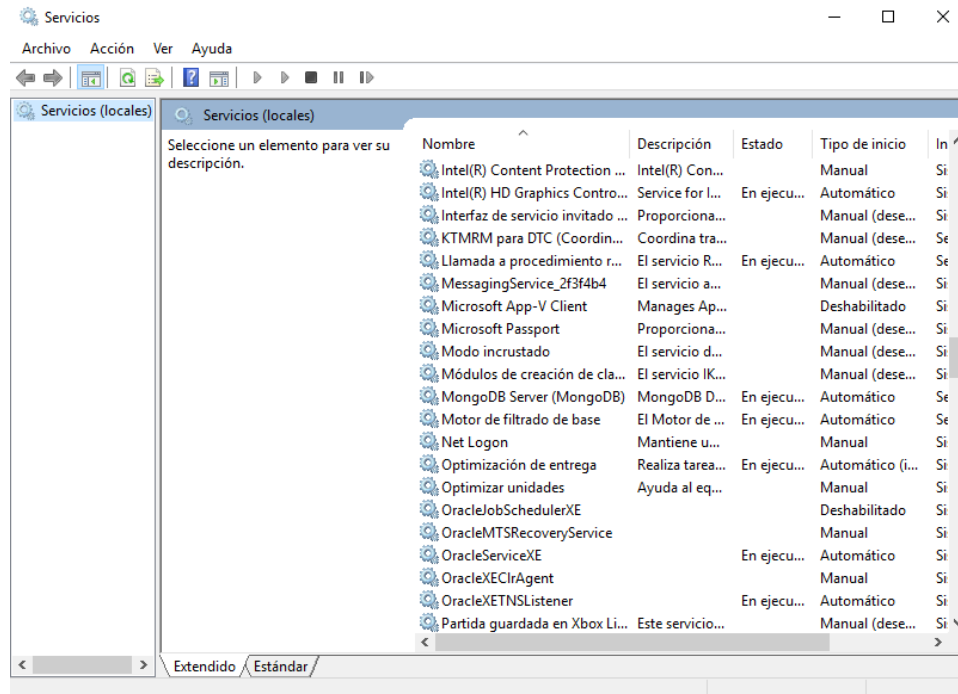 Servicios
Archivo Acción Ver Ayuda
Servicios (locales)
Servicios (locales)
Seleccione un elemento para ver su
descripción.
Nombre Descripción Estado Tipo de inicio In
Intel(R) Content Protection ... Intel(R) Con... Manual Si
Intel(R) HD Graphics Contro... Service for I... En ejecu... Automático Si
Interfaz de servicio invitado ... Proporciona... Manual (dese... Si
KTMRM para DTC (Coordin... Coordina tra... Manual (dese... Se
Llamada a procedimiento r... El servicio R... En ejecu... Automático Se
MessagingService_2f3f4b4 El servicio a... Manual (dese... Si
Microsoft App-V Client Manages Ap... Deshabilitado Si
Microsoft Passport Proporciona... Manual (dese... Si
Modo incrustado El servicio d... Manual (dese... Si
Módulos de creación de cla... El servicio IK... Manual (dese... Si
MongoDB Server (MongoDB) MongoDB D... En ejecu... Automático Se
Motor de filtrado de base El Motor de ... En ejecu... Automático Se
Net Logon Mantiene u... Manual Si
Optimización de entrega Realiza tarea... En ejecu... Automático (i... Si
Optimizar unidades Ayuda al eq... Manual Si
OracleJobSchedulerXE Deshabilitado Si
OracleMTSRecoveryService Manual Si
OracleServiceXE En ejecu... Automático Si
OracleXEClrAgent Manual Si
OracleXETNSListener En ejecu... Automático Si
Partida guardada en Xbox Li... Este servicio... Manual (dese... Si
Extendido Estándar